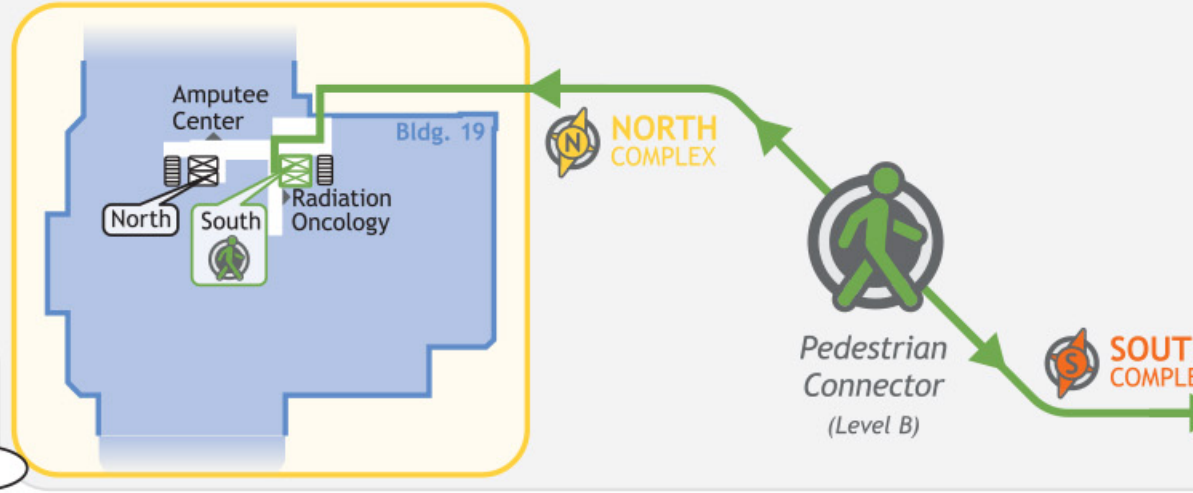 Amputee
Center
Bldg. 19
North
South
Radiation
Oncology
N
NORTH
COMPLEX
Pedestrian
Connector
(Level B)
S
SOUT
COMPLE